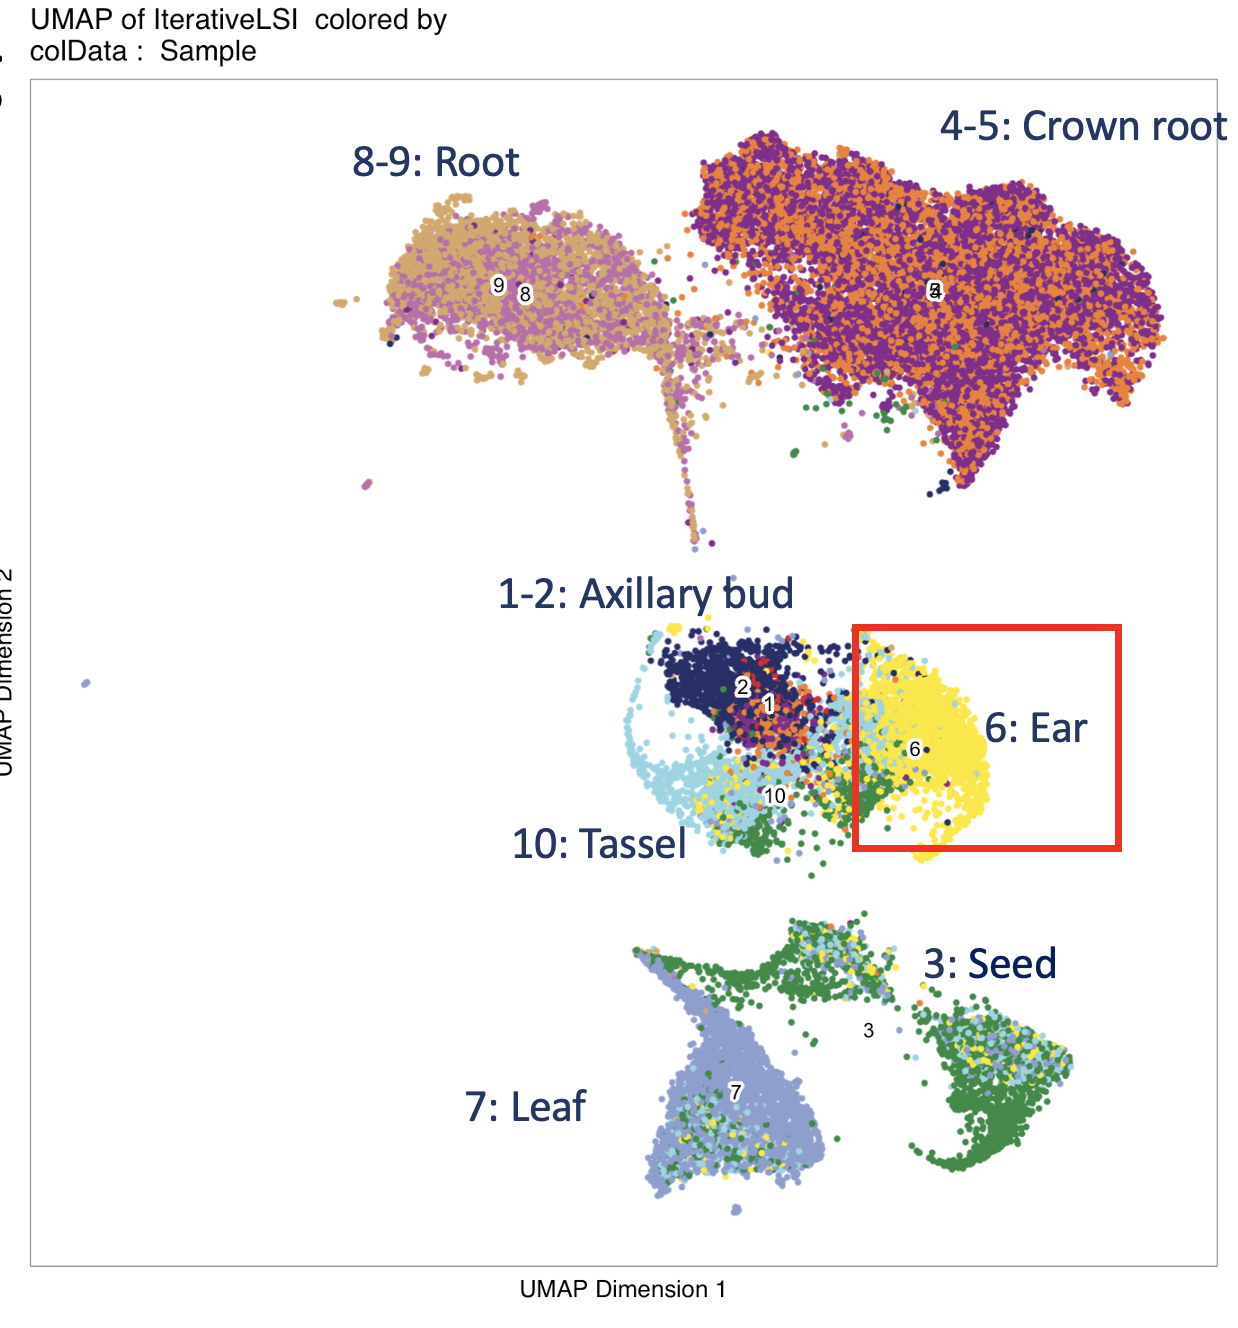 UMAP of IterativeLSI colored by
colData : Sample
4-5: Crown root
8-9: Root
9
8
5
4
1-2: Axillary bud
2
1
6: Ear
6
10
10: Tassel
3: Seed
3
7
7: Leaf
UMAP Dimension 2
UMAP Dimension 1